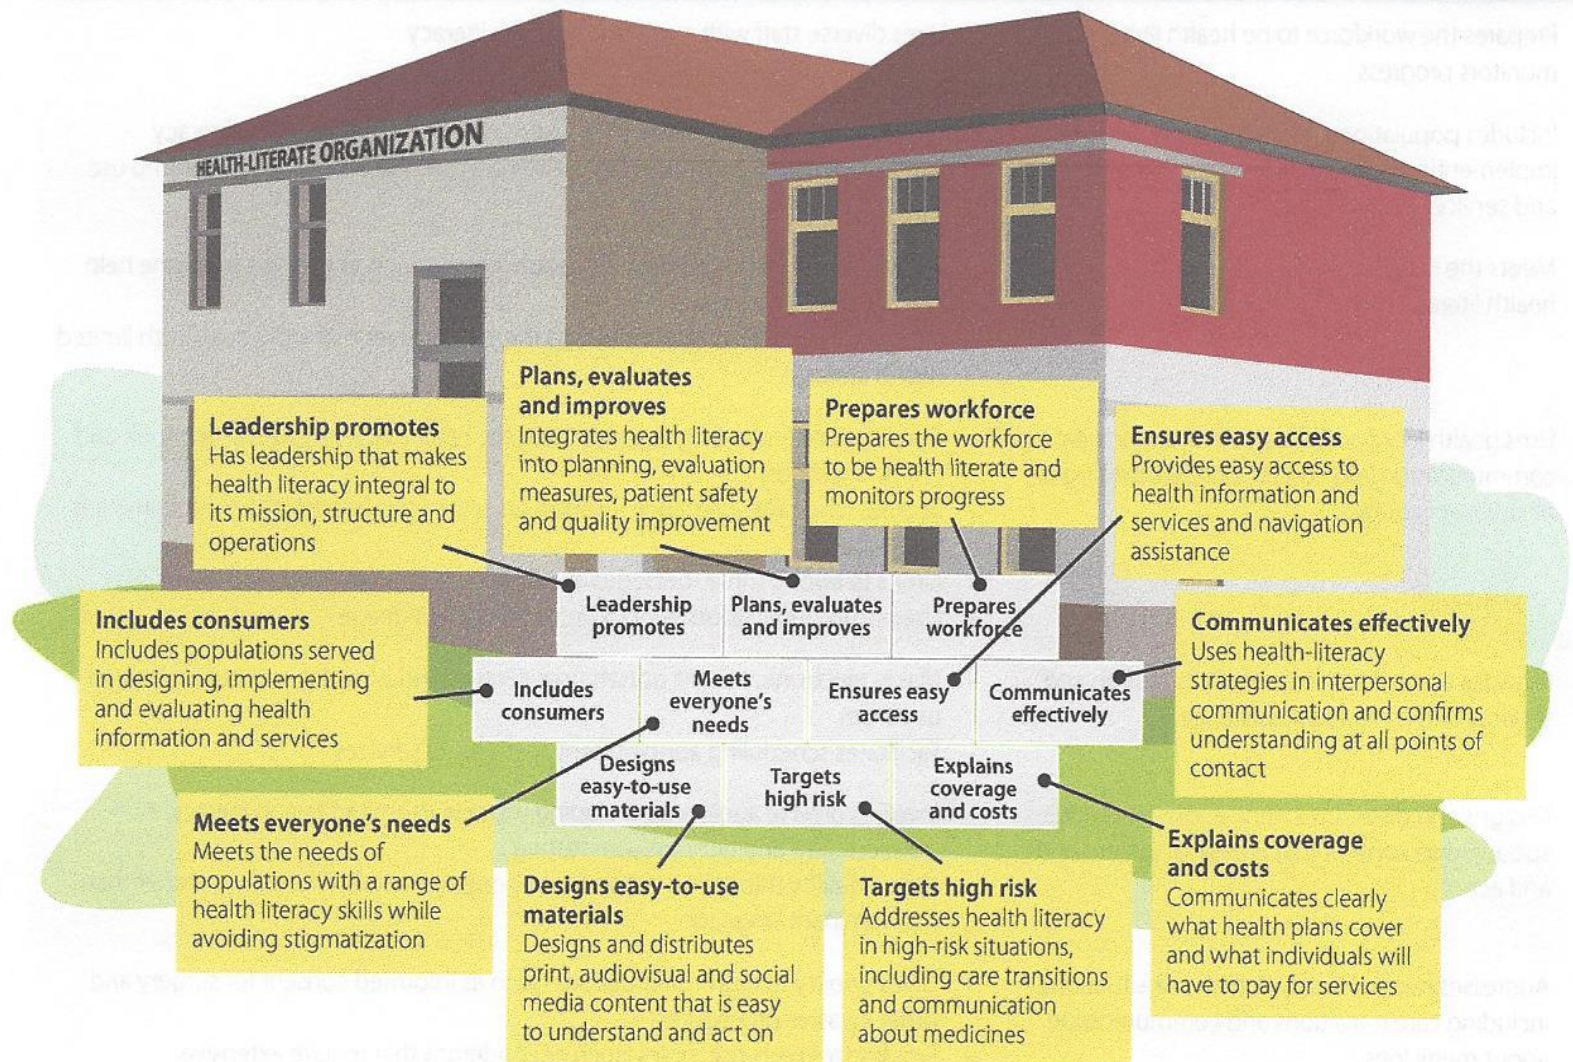 HEALTH-LITERATE ORGANIZATION
Leadership promotes
Has leadership that makes
health literacy integral to
its mission, structure and
operations
Plans, evaluates
and improves
Integrates health literacy
into planning, evaluation
measures, patient safety
and quality improvement
Prepares workforce
Prepares the workforce
to be health literate and
monitors progress
Ensures easy access
Provides easy access to
health information and
services and navigation
assistance
Includes consumers
Includes populations served
in designing, implementing
and evaluating health
information and services
Leadership
promotes
Plans, evaluates
and improves
Prepares
workforce
Communicates effectively
Uses health-literacy
strategies in interpersonal
communication and confirms
understanding at all points of
contact
Includes
consumers
Meets
everyone's
needs
Ensures easy
access
Communicates
effectively
Designs
easy-to-use
materials
Targets
high risk
Explains
coverage
and costs
Meets everyone's needs
Meets the needs of
populations with a range of
health literacy skills while
avoiding stigmatization
Designs easy-to-use
materials
Designs and distributes
print, audiovisual and social
media content that is easy
to understand and act on
Targets high risk
Addresses health literacy
in high-risk situations,
including care transitions
and communication
about medicines
Explains coverage
and costs
Communicates clearly
what health plans cover
and what individuals will
have to pay for services